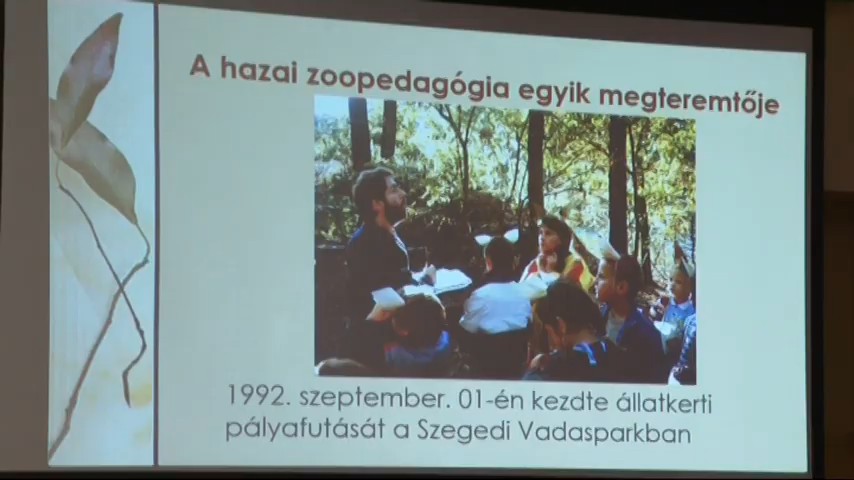 A hazai zoopedagógia egyik megteremtője
1992. szeptember. 01-én kezdte állatkerti
pályafutását a Szegedi Vadasparkban